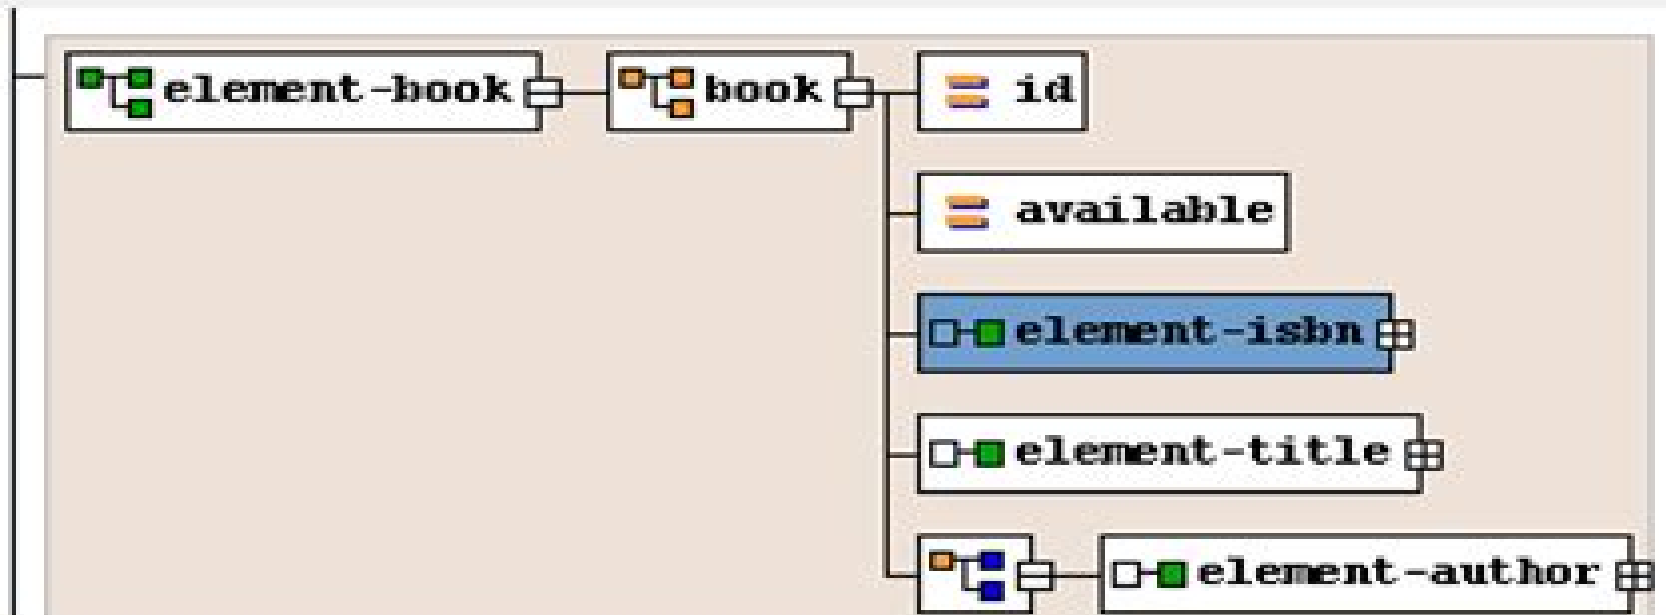 element-book book id
available
element-isbn
element-title
element-author